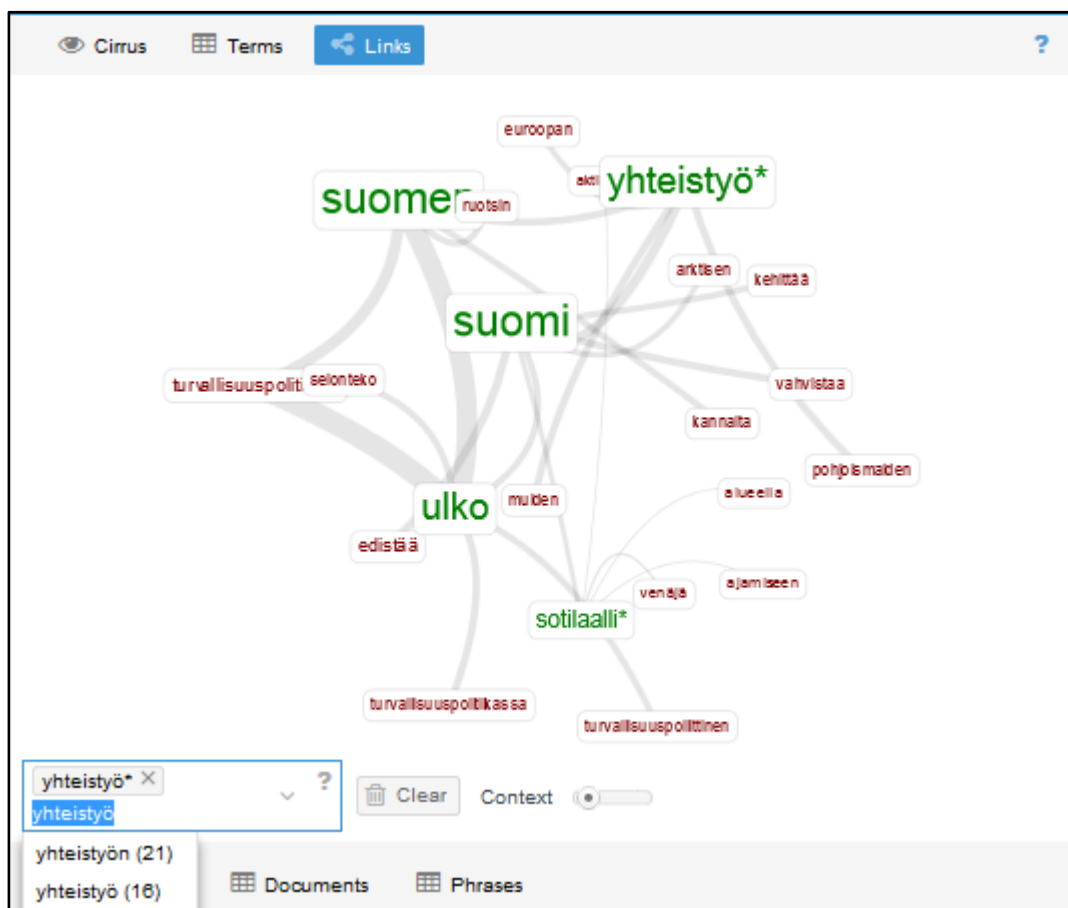 Cirrus Terms Links ?
euroopan
yhteistyö*
suomen
ruotsin
arktisen
kehittää
suomi
selonteko
vahvistaa
kannalta
pohjoismaiden
alueella
ulko
muiden
edistää
venäjä
ajamiseen
sotilaalli*
turvallisuuspolitiikassa
turvallisuuspoliittinen
yhteistyö* ?
yhteistyö
Clear Context
yhteistyön (21)
yhteistyö (16)
Documents Phrases